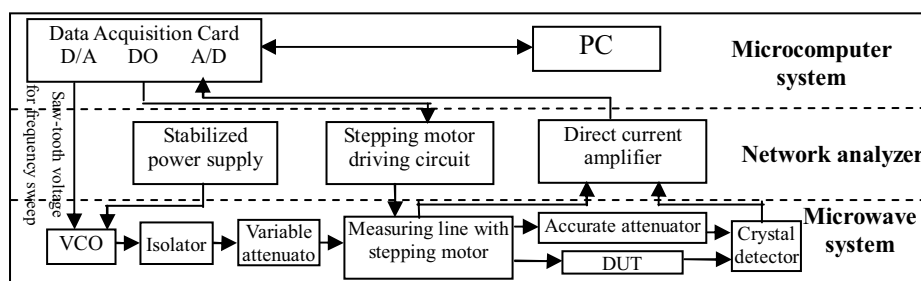 Data Acquisition Card
D/A DO A/D
PC
Microcomputer
system
Saw-tooth voltage
for frequency sweep
Stabilized
power supply
Stepping motor
driving circuit
Direct current
amplifier
Network analyzer
Microwave
system
VCO
Isolator
Variable
attenuato
Measuring line with
stepping motor
Accurate attenuator
DUT
Crystal
detector